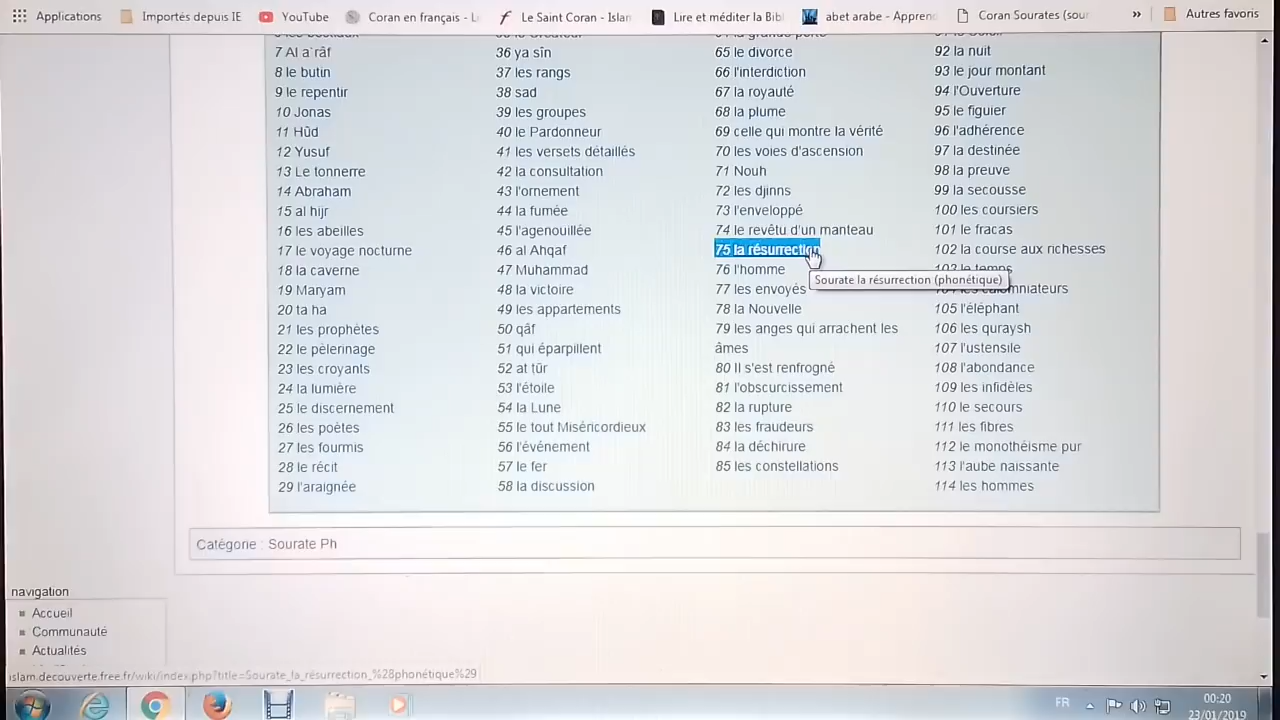 Applications
Importés depuis IE
YouTube
Coran en français - L
Le Saint Coran - Islam
Lire et méditer la Bibl
abet arabe - Apprend
Coran Sourates (sour
»
Autres favoris
7 Al a`râf
8 le butin
9 le repentir
10 Jonas
11 Hûd
12 Yusuf
13 Le tonnerre
14 Abraham
15 al hijr
16 les abeilles
17 le voyage nocturne
18 la caverne
19 Maryam
20 ta ha
21 les prophètes
22 le pèlerinage
23 les croyants
24 la lumière
25 le discernement
26 les poètes
27 les fourmis
28 le récit
29 l'araignée
36 ya sîn
37 les rangs
38 sad
39 les groupes
40 le Pardonneur
41 les versets détaillés
42 la consultation
43 l'ornement
44 la fumée
45 l'agenouillée
46 al Ahqaf
47 Muhammad
48 la victoire
49 les appartements
50 qâf
51 qui éparpillent
52 at tûr
53 l'étoile
54 la Lune
55 le tout Miséricordieux
56 l'événement
57 le fer
58 la discussion
65 le divorce
66 l'interdiction
67 la royauté
68 la plume
69 celle qui montre la vérité
70 les voies d'ascension
71 Nouh
72 les djinns
73 l'enveloppé
74 le revêtu d'un manteau
75 la résurrection
76 l'homme
77 les envoyés
78 la Nouvelle
79 les anges qui arrachent les
âmes
80 Il s'est renfrogné
81 l'obscurcissement
82 la rupture
83 les fraudeurs
84 la déchirure
85 les constellations
92 la nuit
93 le jour montant
94 l'Ouverture
95 le figuier
96 l'adhérence
97 la destinée
98 la preuve
99 la secousse
100 les coursiers
101 le fracas
102 la course aux richesses
103 le temps
104 les calomniateurs
105 l'éléphant
106 les quraysh
107 l'ustensile
108 l'abondance
109 les infidèles
110 le secours
111 les fibres
112 le monothéisme pur
113 l'aube naissante
114 les hommes
Sourate la résurrection (phonétique)
Catégorie : Sourate Ph
navigation
Accueil
Communauté
Actualités
islam.decouverte.free.fr/wiki/index.php?title=Sourate_la_résurrection_%28phonétique%29
FR
00:20
23/01/2019